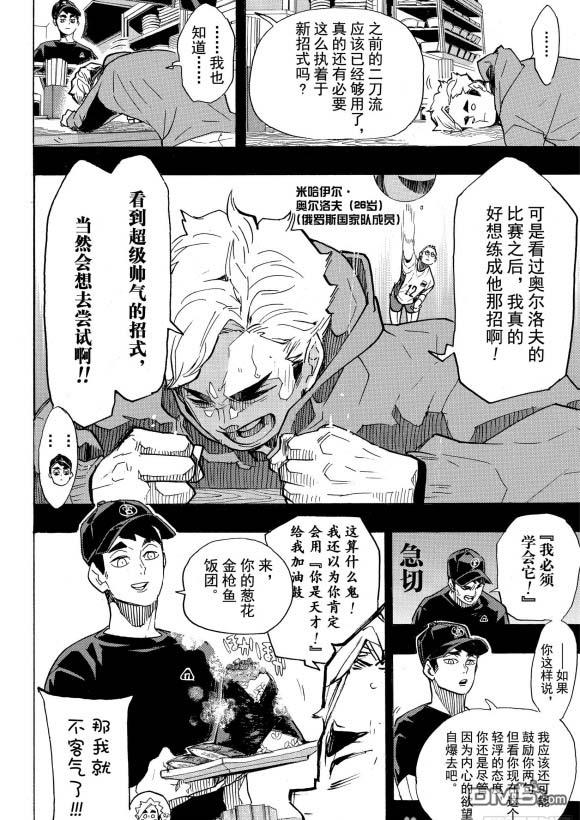 ……
之前的二刀流
应该已经够用了，
真的还有必要
这么执着于
新招式吗？
……我也
知道……
可是看过奥尔洛夫的
比赛之后，我真的
好想练成他那招啊！
米哈伊尔·
奥尔洛夫（26岁）
（俄罗斯国家队成员）
12
看到超级帅气的招式，
当然会想去尝试啊!!
……
『我必须
学会它！』
急切
——如果
你这样说，
我应该还可能
鼓励你两句
但看你现在这个
轻浮的态度
你还是尽管
因为内心的欲望
自爆去吧。
这算什么鬼！
我还以为你肯定
会用『你是天才！』
给我加油鼓
来，
你的葱花
金枪鱼
饭团。
那我就
不客气了!!!